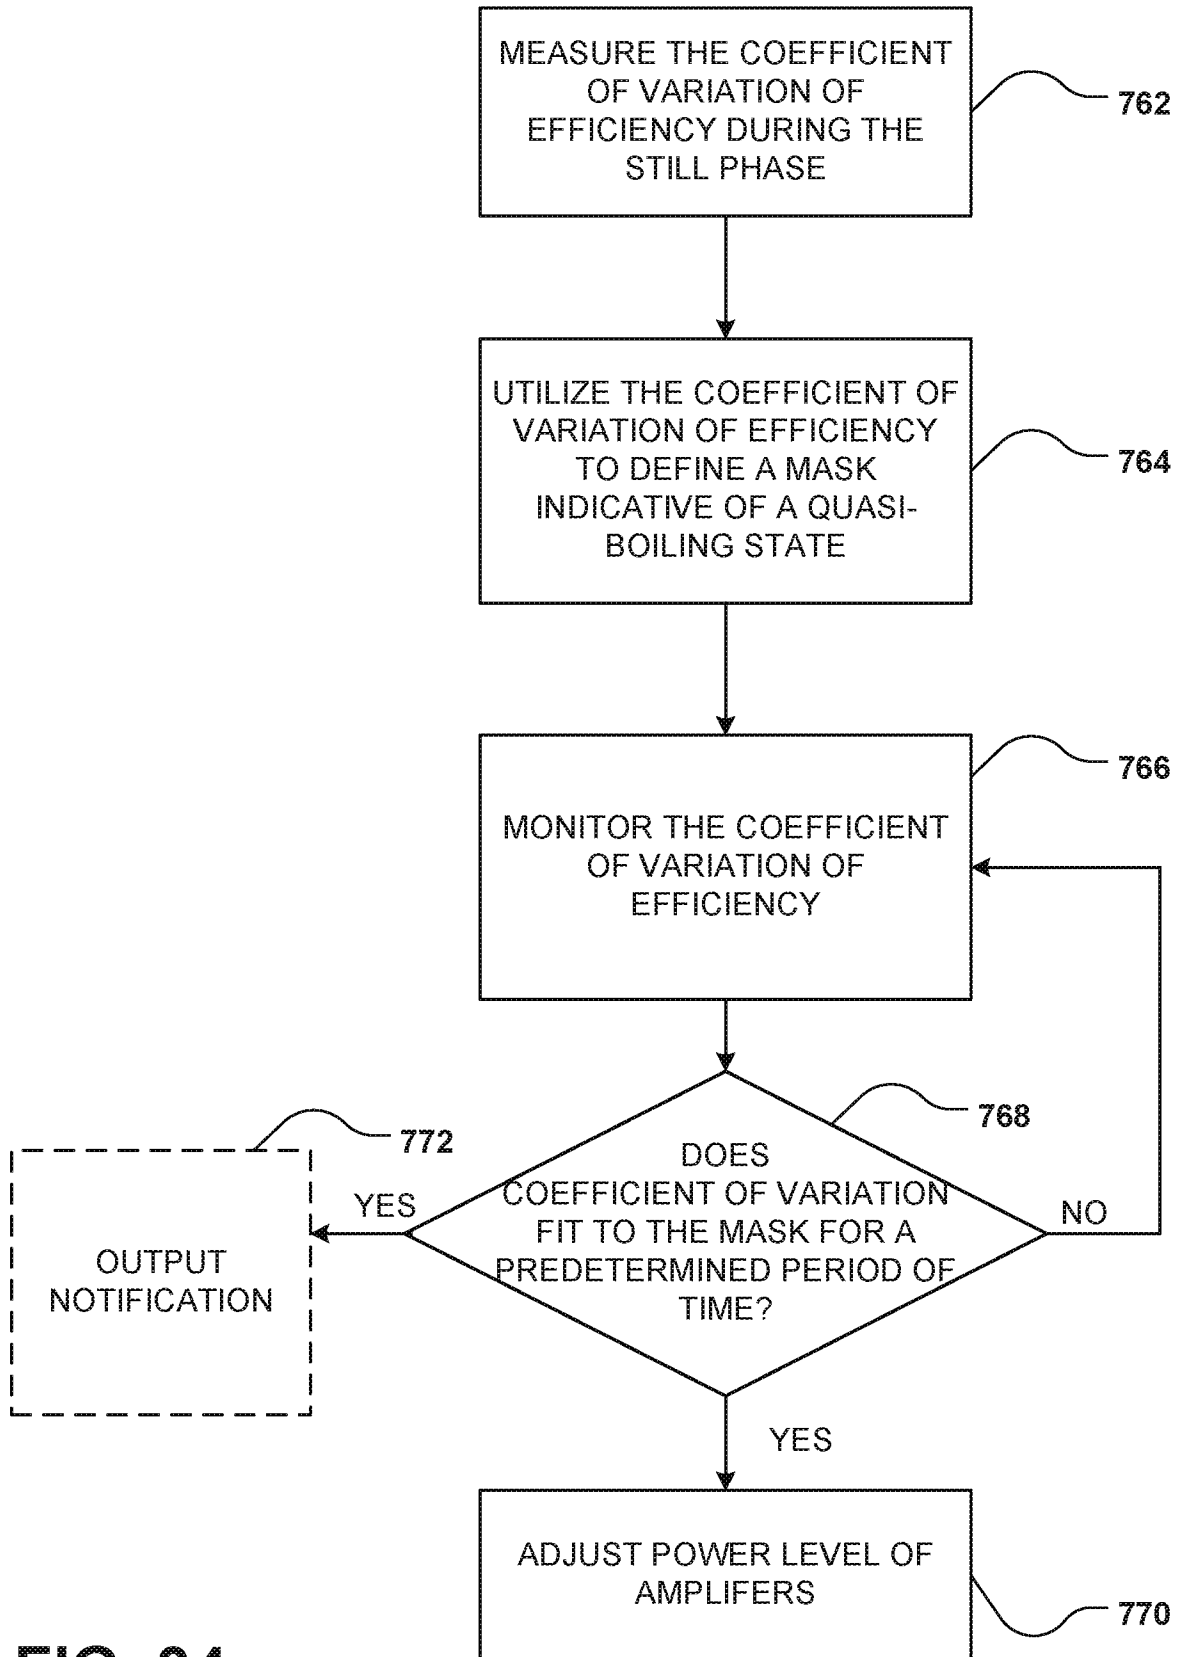 MEASURE THE COEFFICIENT
OF VARIATION OF
EFFICIENCY DURING THE
STILL PHASE
762
UTILIZE THE COEFFICIENT OF
VARIATION OF EFFICIENCY
TO DEFINE A MASK
INDICATIVE OF A QUASI-
BOILING STATE
764
766
MONITOR THE COEFFICIENT
OF VARIATION OF
EFFICIENCY
768
772
DOES
COEFFICIENT OF VARIATION
FIT TO THE MASK FOR A
PREDETERMINED PERIOD OF
TIME?
YES
NO
OUTPUT
NOTIFICATION
YES
ADJUST POWER LEVEL OF
AMPLIFERS
770